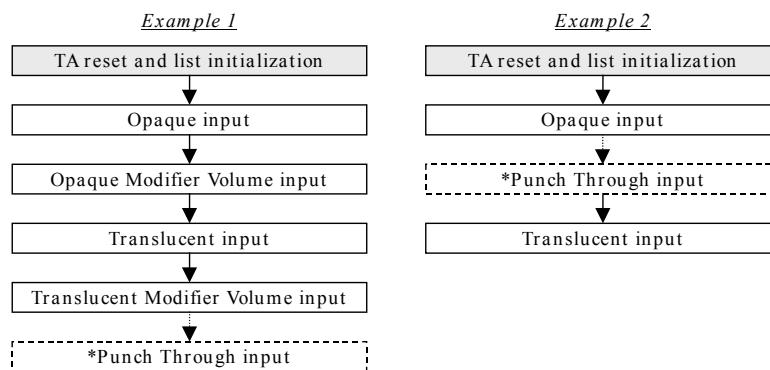 Example 1
TA reset and list initialization
Opaque input
Opaque Modifier Volume input
Translucent input
Translucent Modifier Volume input
*Punch Through input
Example 2
TA reset and list initialization
Opaque input
*Punch Through input
Translucent input